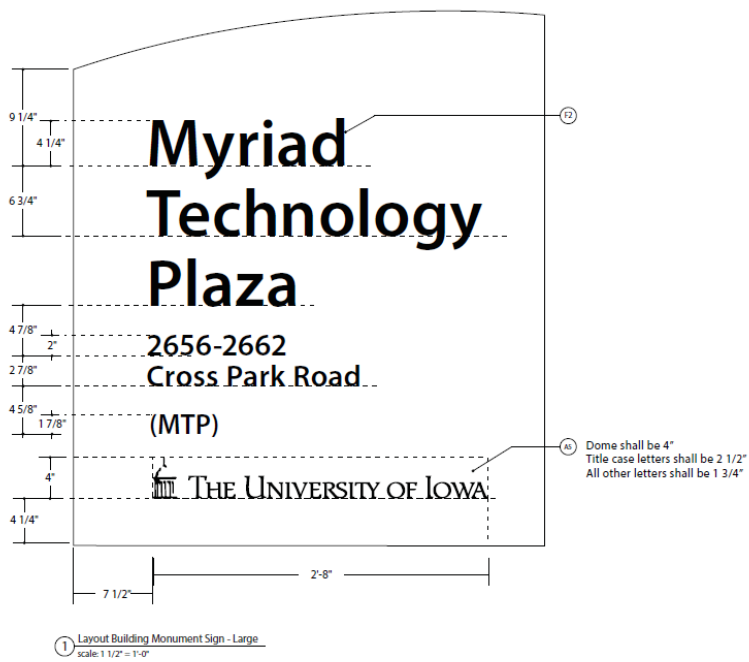 9 1/4"
4 1/4"
F2
Myriad
6 3/4"
Technology
Plaza
4 7/8"
2"
2656-2662
2 7/8"
Cross Park Road
4 5/8"
1 7/8"
(MTP)
A5
Dome shall be 4"
Title case letters shall be 2 1/2"
All other letters shall be 1 3/4"
4"
THE UNIVERSITY OF IOWA
4 1/4"
2'-8"
7 1/2"
1
Layout Building Monument Sign - Large
scale: 1 1/2" = 1'-0"